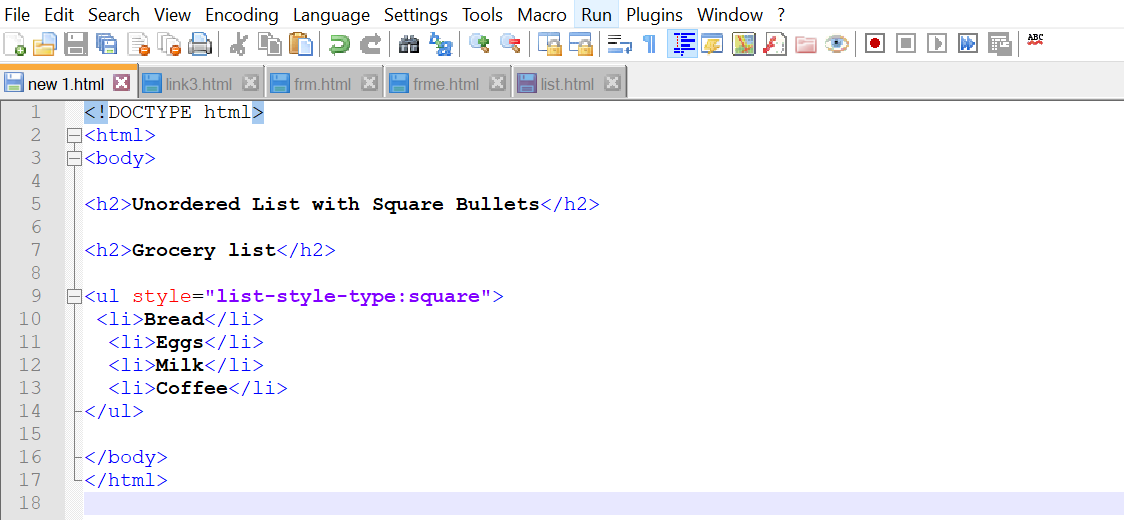 File Edit Search View Encoding Language Settings Tools Macro Run Plugins Window ?
ABC
new 1.html link3.html frm.html frme.html list.html
1 <!DOCTYPE html>
2 <html>
3 <body>
4
5 <h2>Unordered List with Square Bullets</h2>
6
7 <h2>Grocery list</h2>
8
9 <ul style="list-style-type:square">
10 <li>Bread</li>
11 <li>Eggs</li>
12 <li>Milk</li>
13 <li>Coffee</li>
14 </ul>
15
16 </body>
17 </html>
18